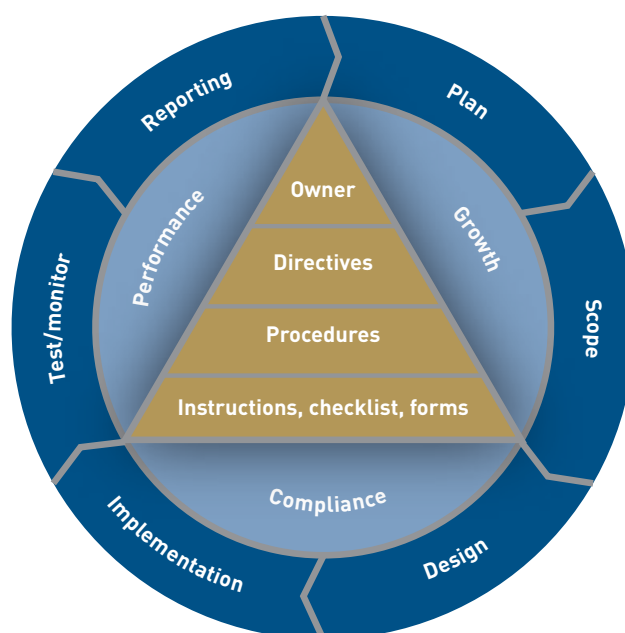 Reporting
Plan
Performance
Owner
Growth
Directives
Test/monitor
Scope
Procedures
Instructions, checklist, forms
Compliance
Implementation
Design